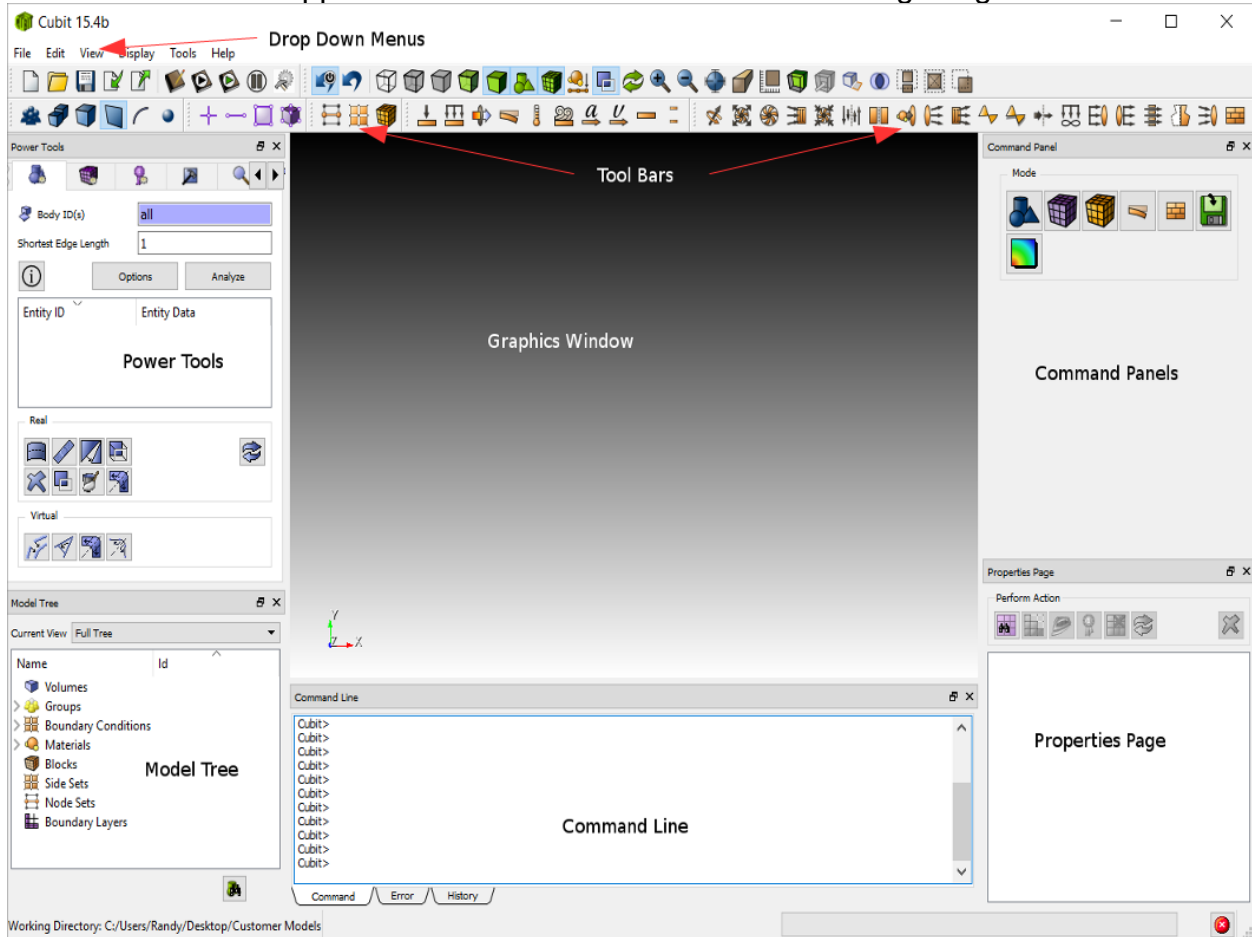 Cubit 15.4b
Drop Down Menus
File Edit View Display Tools Help
Power Tools
Body ID(s) all
Shortest Edge Length 1
Options Analyze
Entity ID Entity Data
Power Tools
Real
Virtual
Tool Bars
Graphics Window
Y
Z X
Command Panel
Mode
Command Panels
Model Tree
Current View Full Tree
Name Id
Volumes
Groups
Boundary Conditions
Materials
Blocks
Side Sets
Node Sets
Boundary Layers
Model Tree
Command Line
Cubit>
Cubit>
Cubit>
Cubit>
Cubit>
Cubit>
Cubit>
Cubit>
Cubit>
Cubit>
Cubit>
Command Line
Command Error History
Properties Page
Perform Action
Properties Page
Working Directory: C:/Users/Randy/Desktop/Customer Models